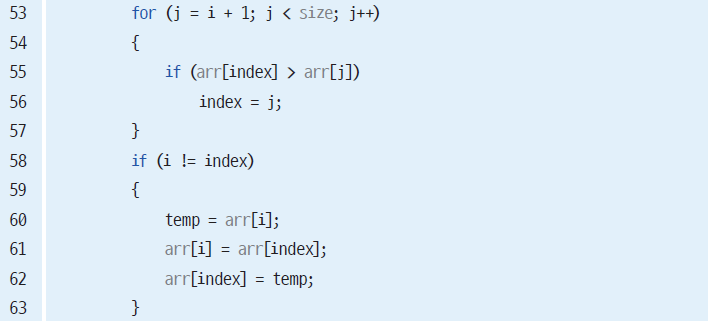 53 for (j = i + 1; j < size; j++)
54 {
55 if (arr[index] > arr[j])
56 index = j;
57 }
58 if (i != index)
59 {
60 temp = arr[i];
61 arr[i] = arr[index];
62 arr[index] = temp;
63 }